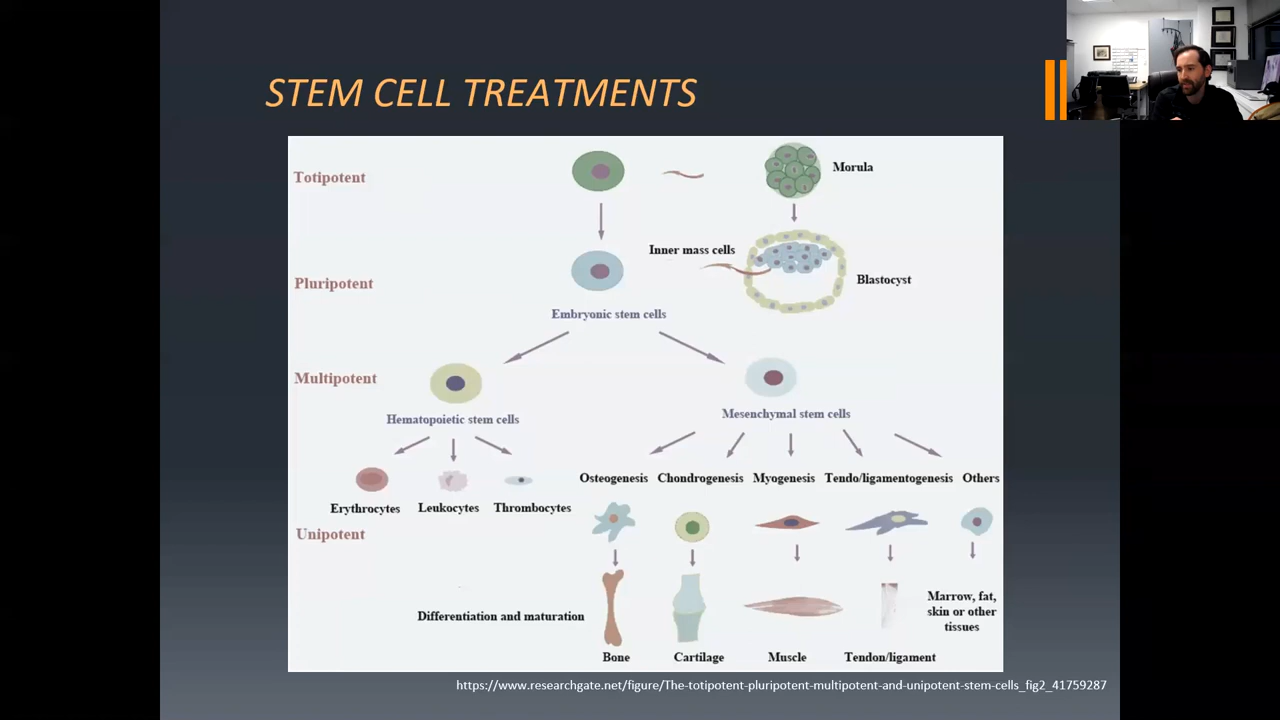 STEM CELL TREATMENTS
Totipotent
Morula
Inner mass cells
Pluripotent
Blastocyst
Embryonic stem cells
Multipotent
Hematopoietic stem cells
Mesenchymal stem cells
Osteogenesis Chondrogenesis Myogenesis Tendo/ligamentogenesis Others
Erythrocytes Leukocytes Thrombocytes
Unipotent
Differentiation and maturation
Marrow, fat,
skin or other
tissues
Bone Cartilage Muscle Tendon/ligament
https://www.researchgate.net/figure/The-totipotent-pluripotent-multipotent-and-unipotent-stem-cells_fig2_41759287